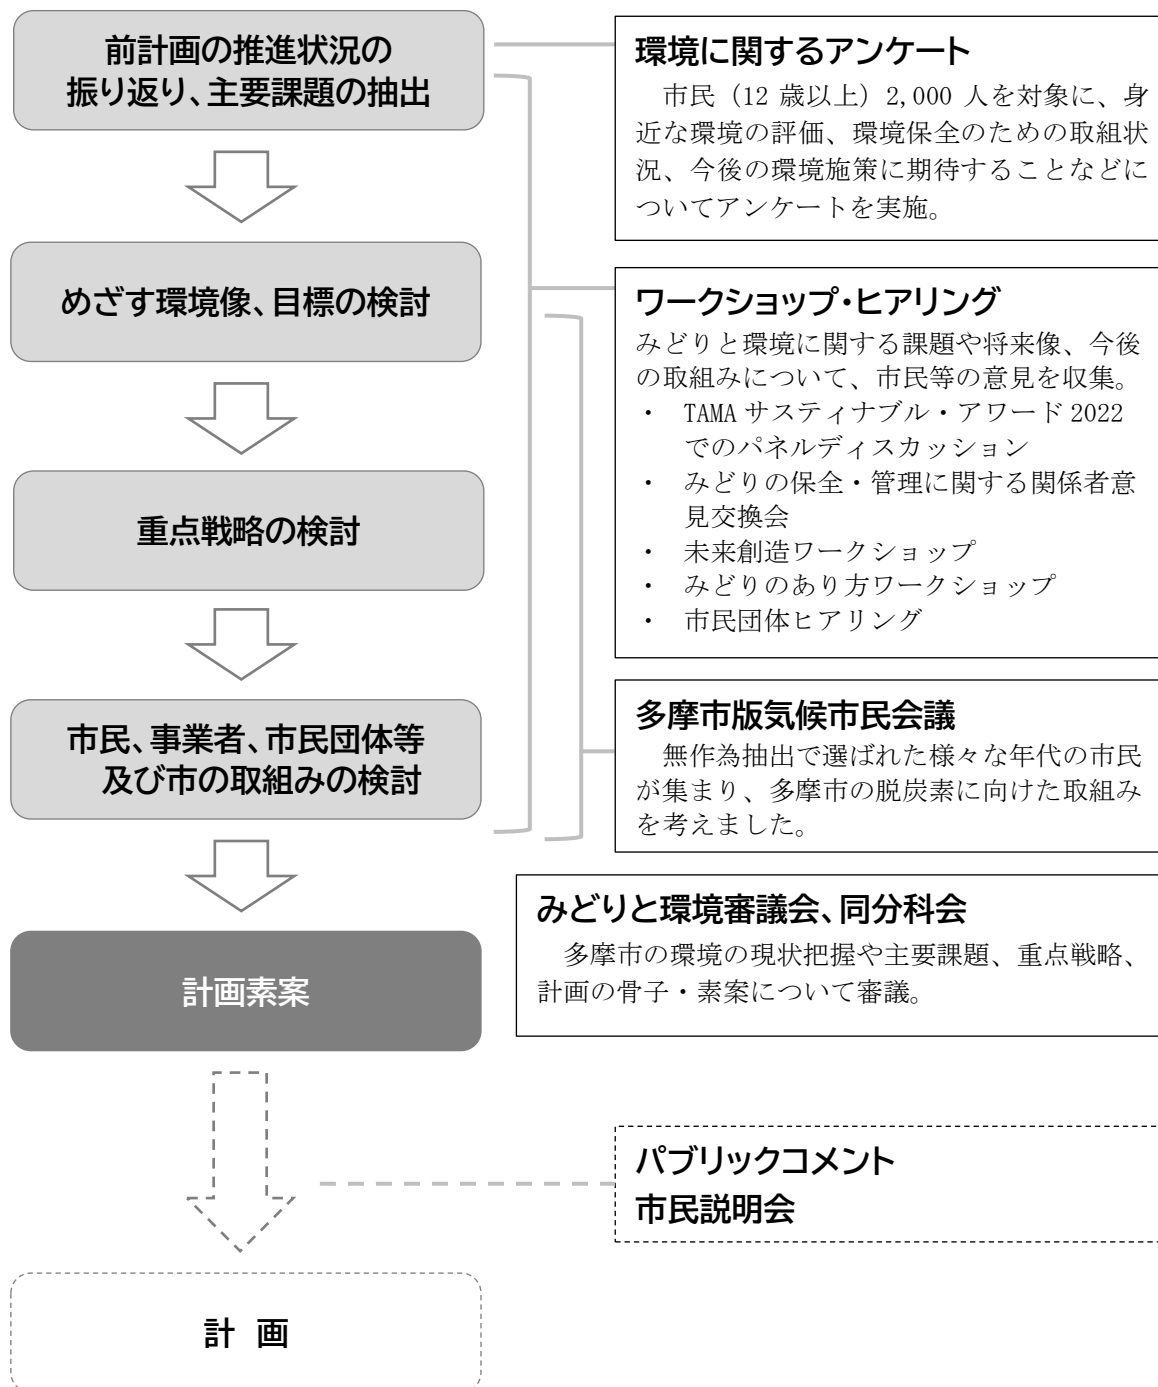 前計画の推進状況の
振り返り、主要課題の抽出
めざす環境像、目標の検討
重点戦略の検討
市民、事業者、市民団体等
及び市の取組みの検討
計画素案
計 画
環境に関するアンケート
市民（12 歳以上）2,000 人を対象に、身
近な環境の評価、環境保全のための取組状
況、今後の環境施策に期待することなどに
ついてアンケートを実施。
ワークショップ・ヒアリング
みどりと環境に関する課題や将来像、今後
の取組みについて、市民等の意見を収集。
・ TAMA サスティナブル・アワード 2022
でのパネルディスカッション
・ みどりの保全・管理に関する関係者意
見交換会
・ 未来創造ワークショップ
・ みどりのあり方ワークショップ
・ 市民団体ヒアリング
多摩市版気候市民会議
無作為抽出で選ばれた様々な年代の市民
が集まり、多摩市の脱炭素に向けた取組み
を考えました。
みどりと環境審議会、同分科会
多摩市の環境の現状把握や主要課題、重点戦略、
計画の骨子・素案について審議。
パブリックコメント
市民説明会